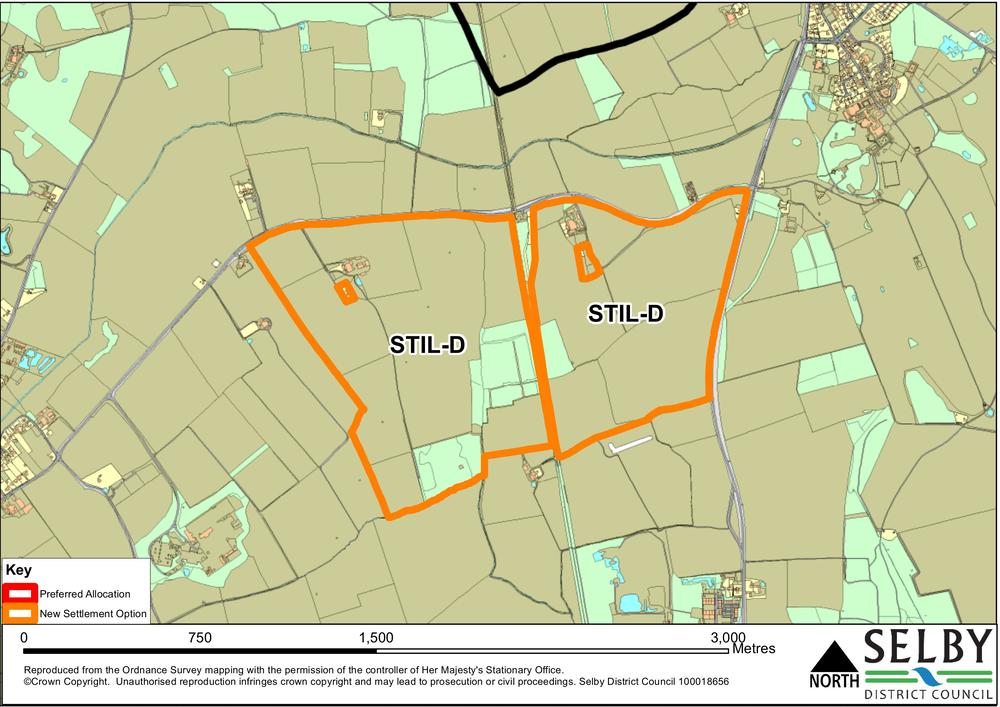 STIL-D
STIL-D
Key
Preferred Allocation
New Settlement Option
0 750 1,500 3,000
Metres
Reproduced from the Ordnance Survey mapping with the permission of the controller of Her Majesty's Stationary Office.
©Crown Copyright. Unauthorised reproduction infringes crown copyright and may lead to prosecution or civil proceedings. Selby District Council 100018656
NORTH
SELBY
DISTRICT COUNCIL